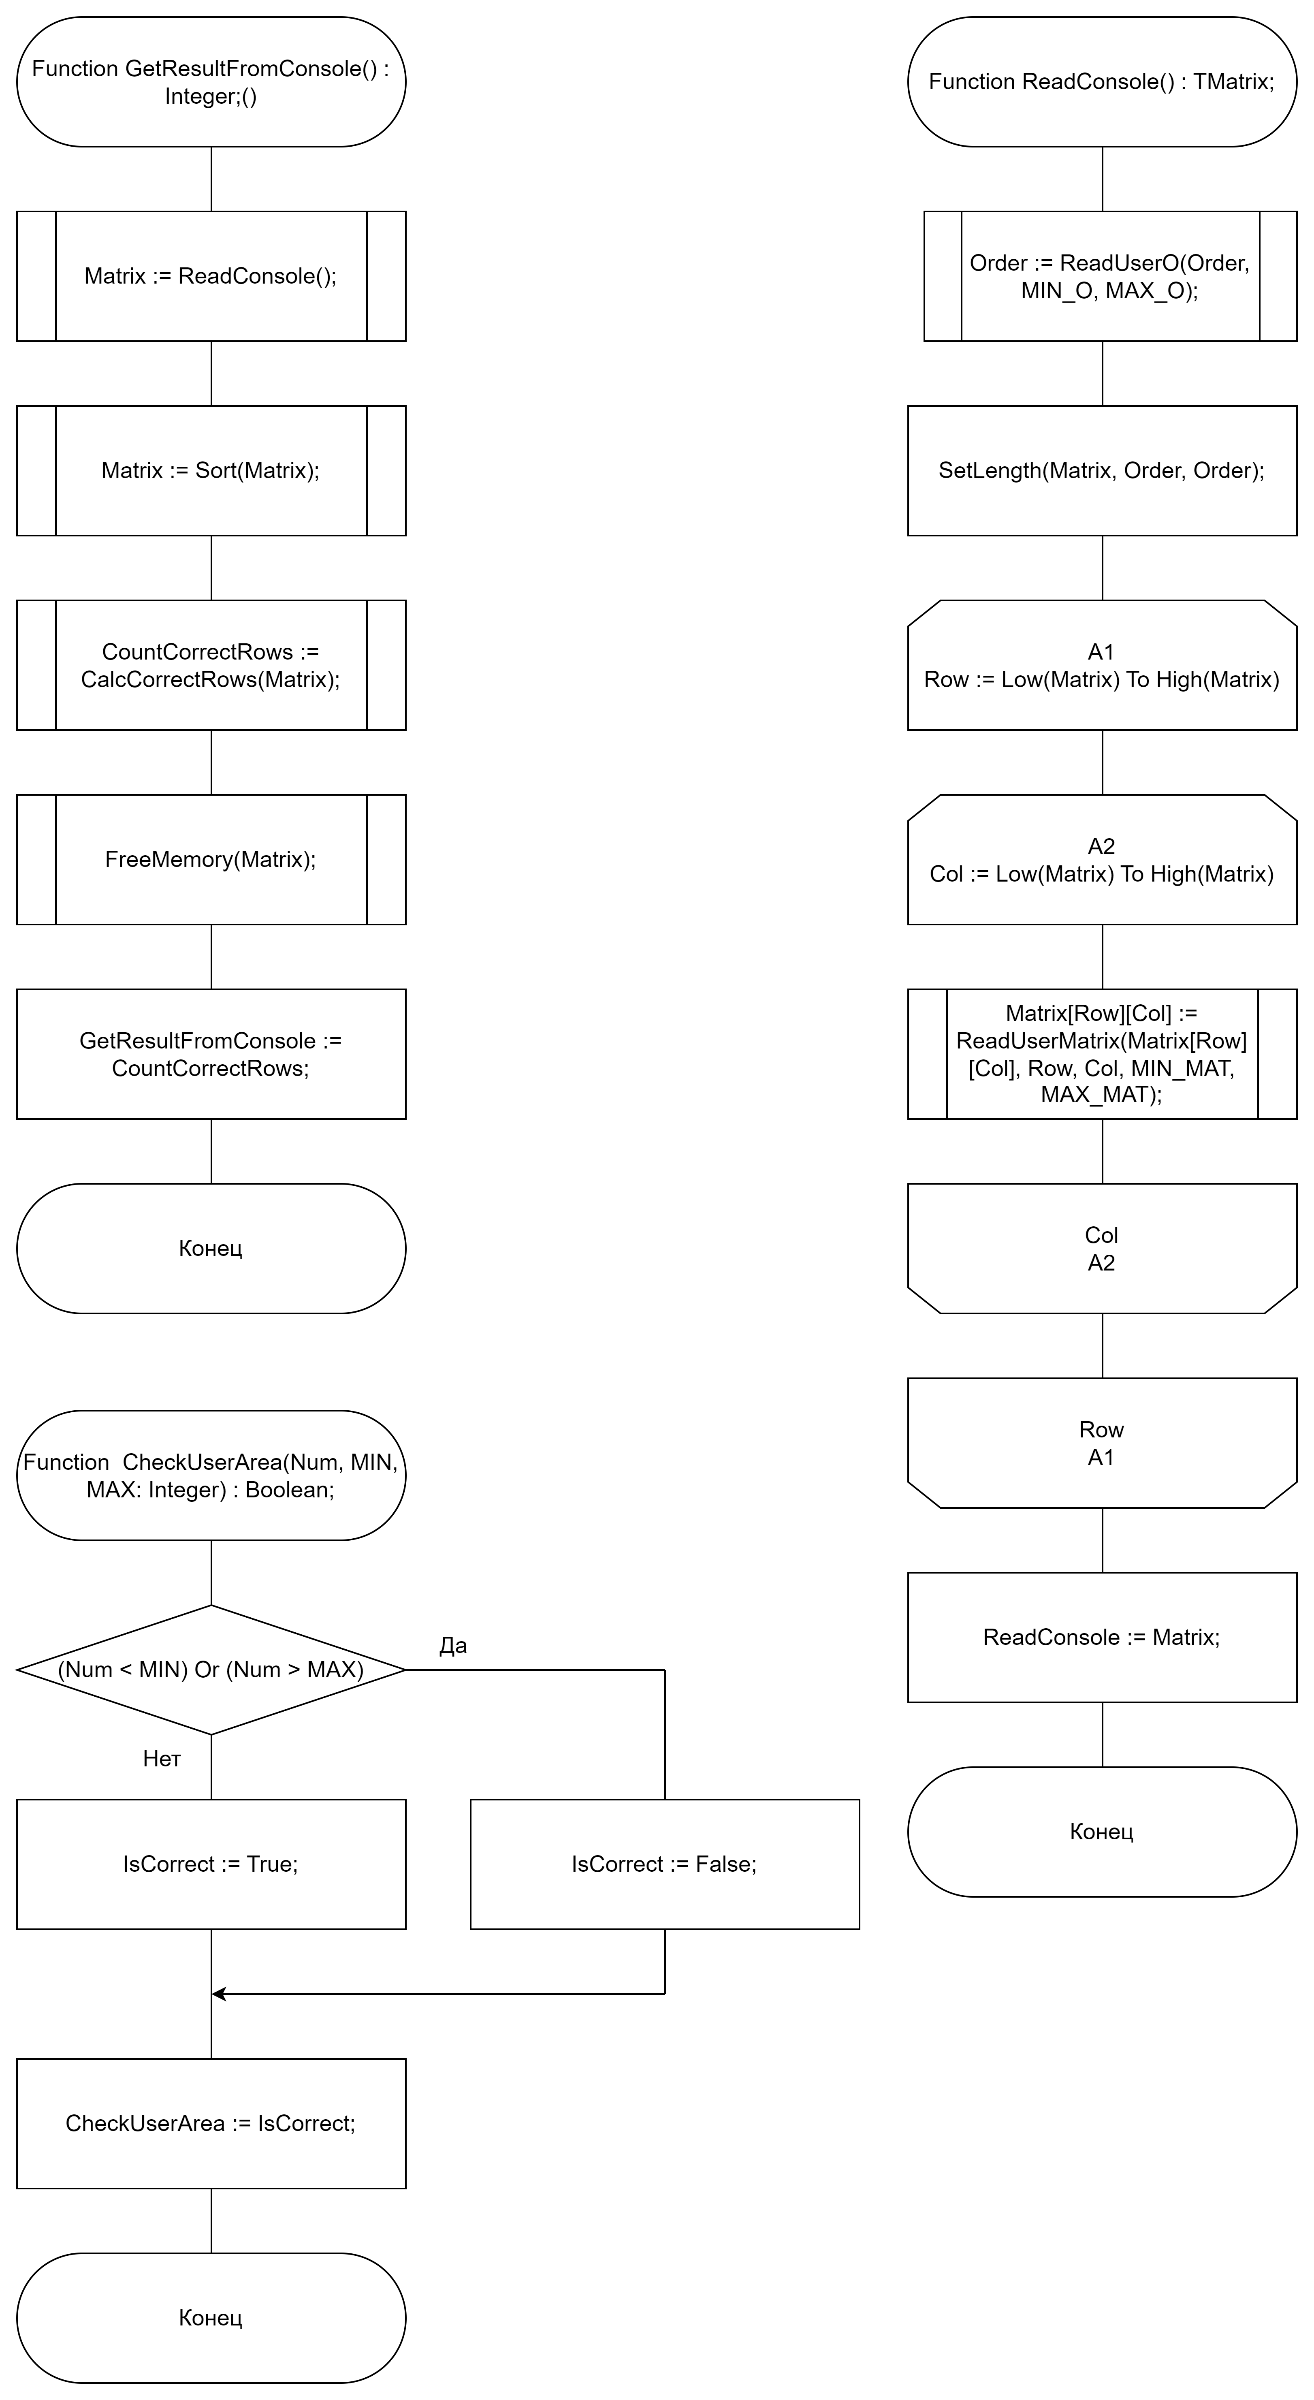 Function GetResultFromConsole() :
Integer;()
Matrix := ReadConsole();
Matrix := Sort(Matrix);
CountCorrectRows :=
CalcCorrectRows(Matrix);
FreeMemory(Matrix);
GetResultFromConsole :=
CountCorrectRows;
Конец
Function  CheckUserArea(Num, MIN,
MAX: Integer) : Boolean;
(Num < MIN) Or (Num > MAX)
Да
Нет
IsCorrect := True;
IsCorrect := False;
CheckUserArea := IsCorrect;
Конец
Function ReadConsole() : TMatrix;
Order := ReadUserO(Order,
MIN_O, MAX_O);
SetLength(Matrix, Order, Order);
A1
Row := Low(Matrix) To High(Matrix)
A2
Col := Low(Matrix) To High(Matrix)
Matrix[Row][Col] :=
ReadUserMatrix(Matrix[Row]
[Col], Row, Col, MIN_MAT,
MAX_MAT);
Col
A2
Row
A1
ReadConsole := Matrix;
Конец